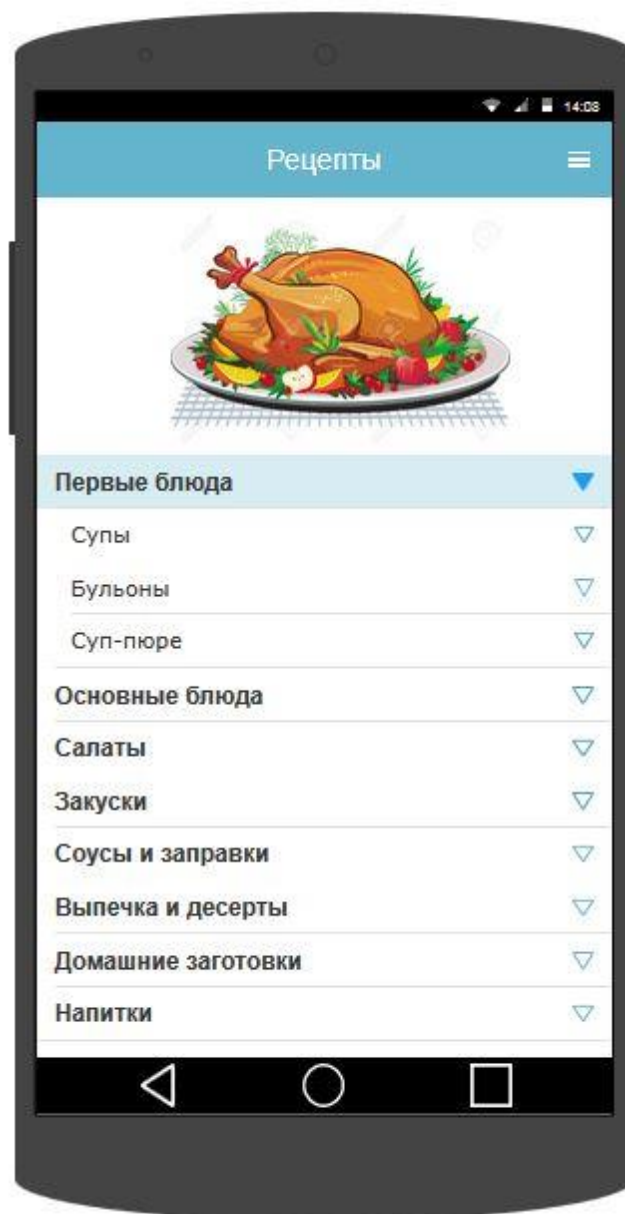 14:08
Рецепты
Первые блюда
Супы
Бульоны
Суп-пюре
Основные блюда
Салаты
Закуски
Соусы и заправки
Выпечка и десерты
Домашние заготовки
Напитки